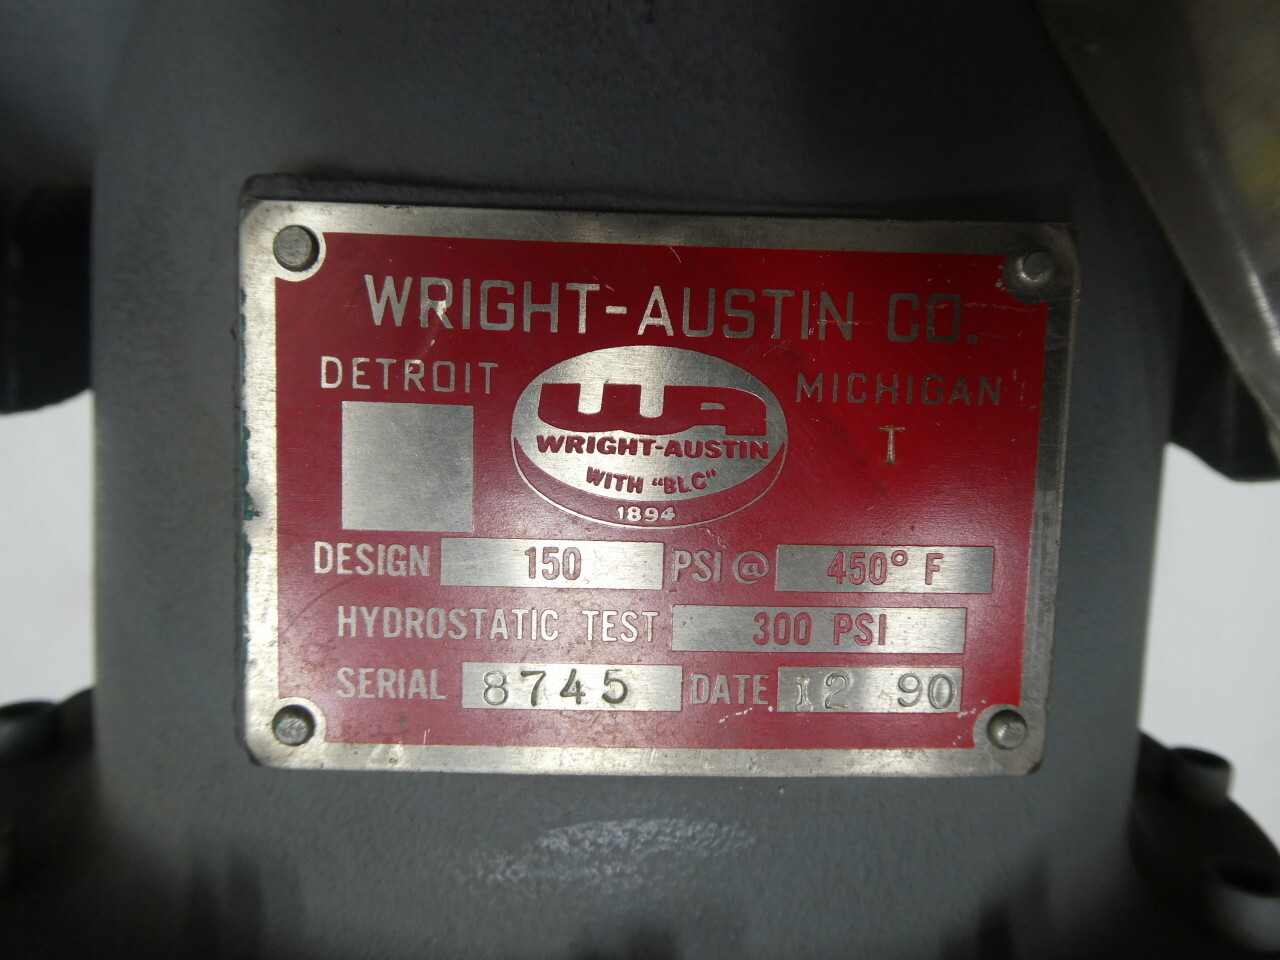 WRIGHT-AUSTIN CO.
DETROIT MICHIGAN
WA
WRIGHT-AUSTIN
WITH "BLC"
1894
T
DESIGN 150 PSI @ 450° F
HYDROSTATIC TEST 300 PSI
SERIAL 8745 DATE 12 90